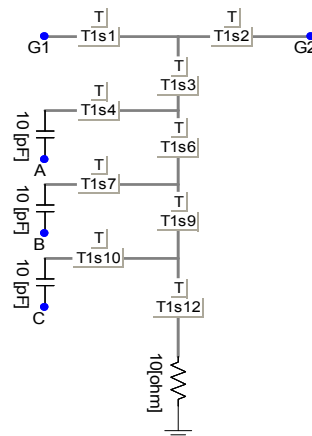 T T
G1 T1s1 T1s2 G2
T
T1s3
T
T1s4
10 [pF]
A
T
T1s6
T
T1s7
10 [pF]
B
T
T1s9
T
T1s10
10 [pF]
C
T
T1s12
10[ohm]